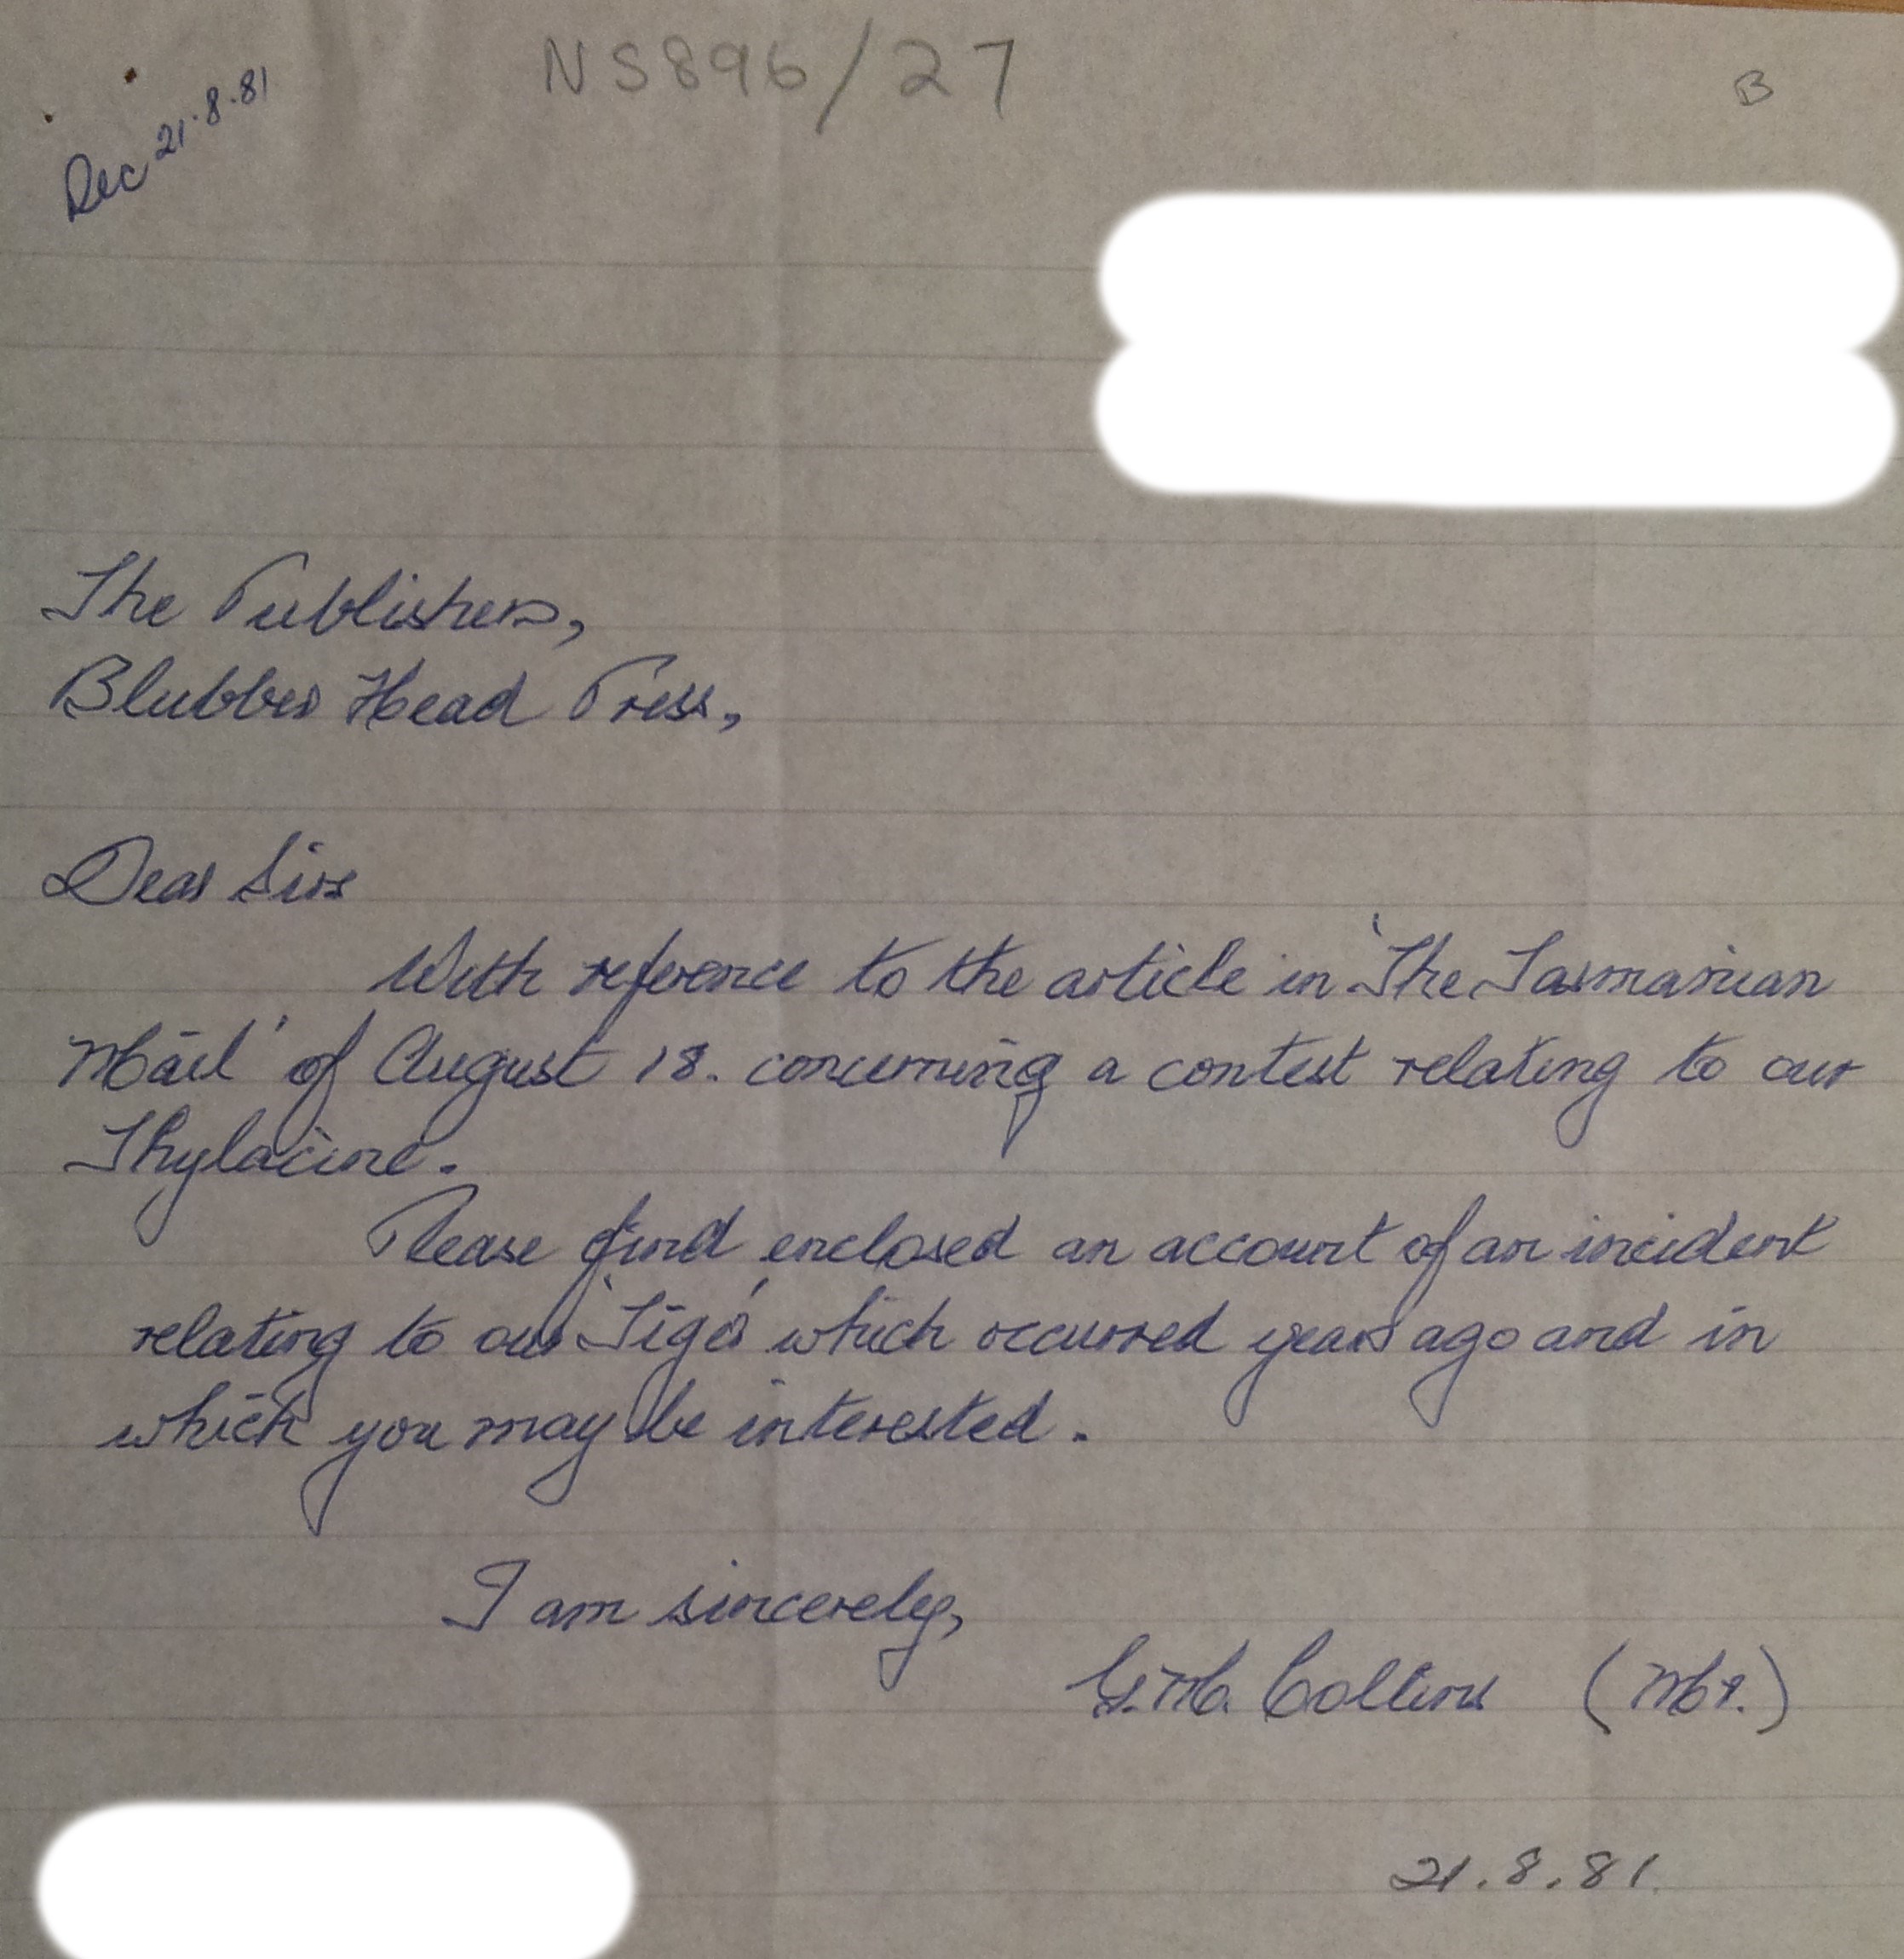 NS896/27
B
Rec 21.8.81
The Publishers,
Blubber Head Press,
Dear Sirs
With reference to the article in 'The Tasmanian
Mail' of August 18. concerning a contest relating to our
Thylacine.
Please find enclosed an account of an incident
relating to our 'Tiger' which occurred years ago and in
which you may be interested.
I am sincerely,
G.M. Collins (Mr.)
21.8.81.